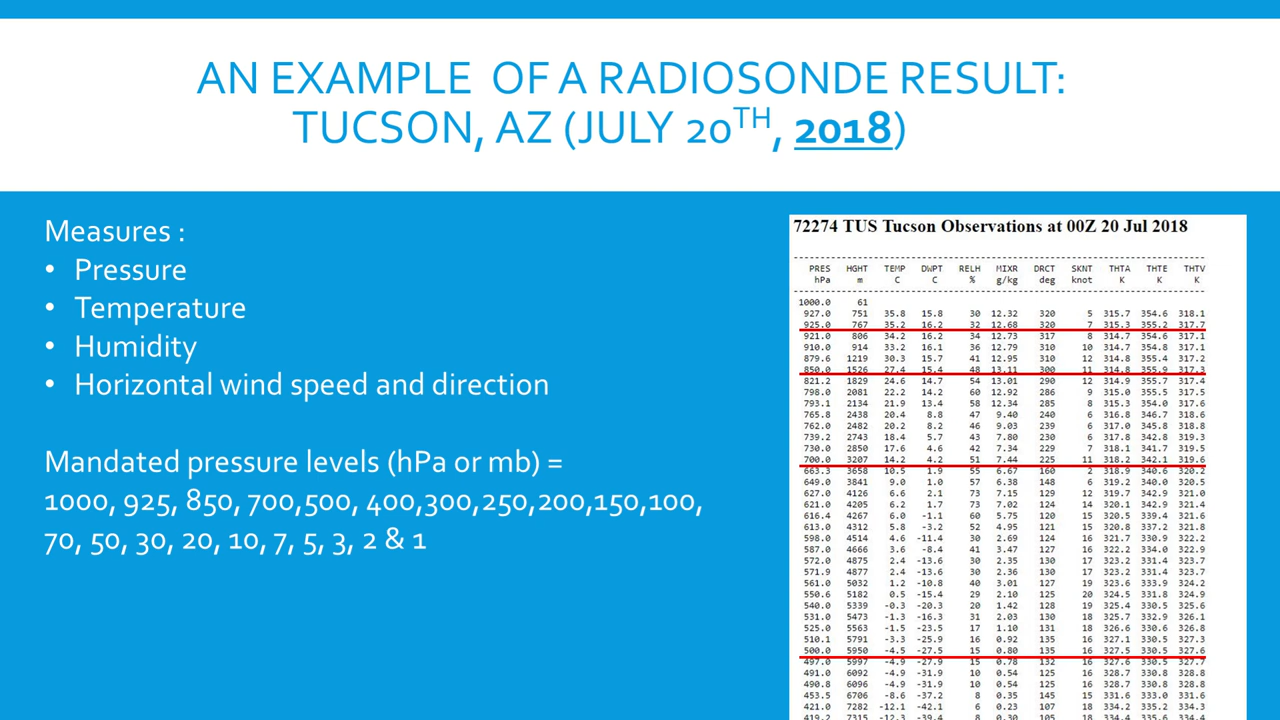 AN EXAMPLE OF A RADIOSONDE RESULT:
TUCSON, AZ (JULY 20TH, 2018)
Measures :
• Pressure
• Temperature
• Humidity
• Horizontal wind speed and direction
Mandated pressure levels (hPa or mb) =
1000, 925, 850, 700,500, 400,300,250,200,150,100,
70, 50, 30, 20, 10, 7, 5, 3, 2 & 1
72274 TUS Tucson Observations at 00Z 20 Jul 2018
PRES HGHT TEMP DWPT RELH MIXR DRCT SKNT THTA THTE THTV
hPa m C C % g/kg deg knot K K K
1000.0 61
927.0 751 35.8 15.8 30 12.32 320 5 315.7 354.6 318.1
925.0 767 35.2 16.2 32 12.68 320 7 315.3 355.2 317.7
921.0 806 34.2 16.2 34 12.73 317 8 314.7 354.6 317.1
910.0 914 33.2 16.1 36 12.79 310 10 314.7 354.8 317.1
879.6 1219 30.3 15.7 41 12.95 310 12 314.8 355.4 317.2
850.0 1526 27.4 15.4 48 13.11 300 11 314.8 355.9 317.3
821.2 1829 24.6 14.7 54 13.01 290 12 314.9 355.7 317.4
798.0 2081 22.2 14.2 60 12.92 286 9 315.0 355.5 317.5
793.1 2134 21.9 13.4 58 12.34 285 8 315.3 354.0 317.6
765.8 2438 20.4 8.8 47 9.40 240 6 316.8 346.7 318.6
762.0 2482 20.2 8.2 46 9.03 239 6 317.0 345.8 318.8
739.2 2743 18.4 5.7 43 7.80 230 6 317.8 342.8 319.3
730.0 2850 17.6 4.6 42 7.34 229 7 318.1 341.7 319.5
700.0 3207 14.2 4.2 51 7.44 225 11 318.2 342.1 319.6
663.3 3658 10.5 1.9 55 6.67 160 2 318.9 340.6 320.2
649.0 3841 9.0 1.0 57 6.38 148 6 319.2 340.0 320.5
627.0 4126 6.6 2.1 73 7.15 129 12 319.7 342.9 321.0
621.0 4205 6.2 1.7 73 7.02 124 14 320.1 342.9 321.4
616.4 4267 6.0 -1.1 60 5.75 120 15 320.5 339.4 321.6
613.0 4312 5.8 -3.2 52 4.95 121 15 320.8 337.2 321.8
598.0 4514 4.6 -11.4 30 2.69 124 16 321.7 330.9 322.2
587.0 4666 3.6 -8.4 41 3.47 127 16 322.2 334.0 322.9
572.0 4875 2.4 -13.6 30 2.35 130 17 323.2 331.4 323.7
571.9 4877 2.4 -13.6 30 2.36 130 17 323.2 331.4 323.7
561.0 5032 1.2 -10.8 40 3.01 127 19 323.6 333.9 324.2
550.6 5182 0.5 -15.4 29 2.10 125 20 324.5 331.8 324.9
540.0 5339 -0.3 -20.3 20 1.42 128 19 325.4 330.5 325.6
531.0 5473 -1.3 -16.3 31 2.03 130 18 325.7 332.9 326.1
525.0 5563 -1.5 -23.5 17 1.10 131 18 326.6 330.6 326.8
510.1 5791 -3.3 -25.9 16 0.92 135 16 327.1 330.5 327.3
500.0 5950 -4.5 -27.5 15 0.80 135 16 327.5 330.5 327.6
497.0 5997 -4.9 -27.9 15 0.78 132 16 327.6 330.5 327.7
491.0 6092 -4.9 -31.9 10 0.54 125 16 328.7 330.8 328.8
490.8 6096 -4.9 -31.9 10 0.54 125 16 328.7 330.8 328.8
453.5 6706 -8.6 -37.2 8 0.35 145 15 331.6 333.0 331.6
421.0 7282 -12.1 -42.1 6 0.23 107 18 334.2 335.2 334.3
419.2 7315 -12.3 -39.4 8 0.30 105 18 334.4 335.6 334.4